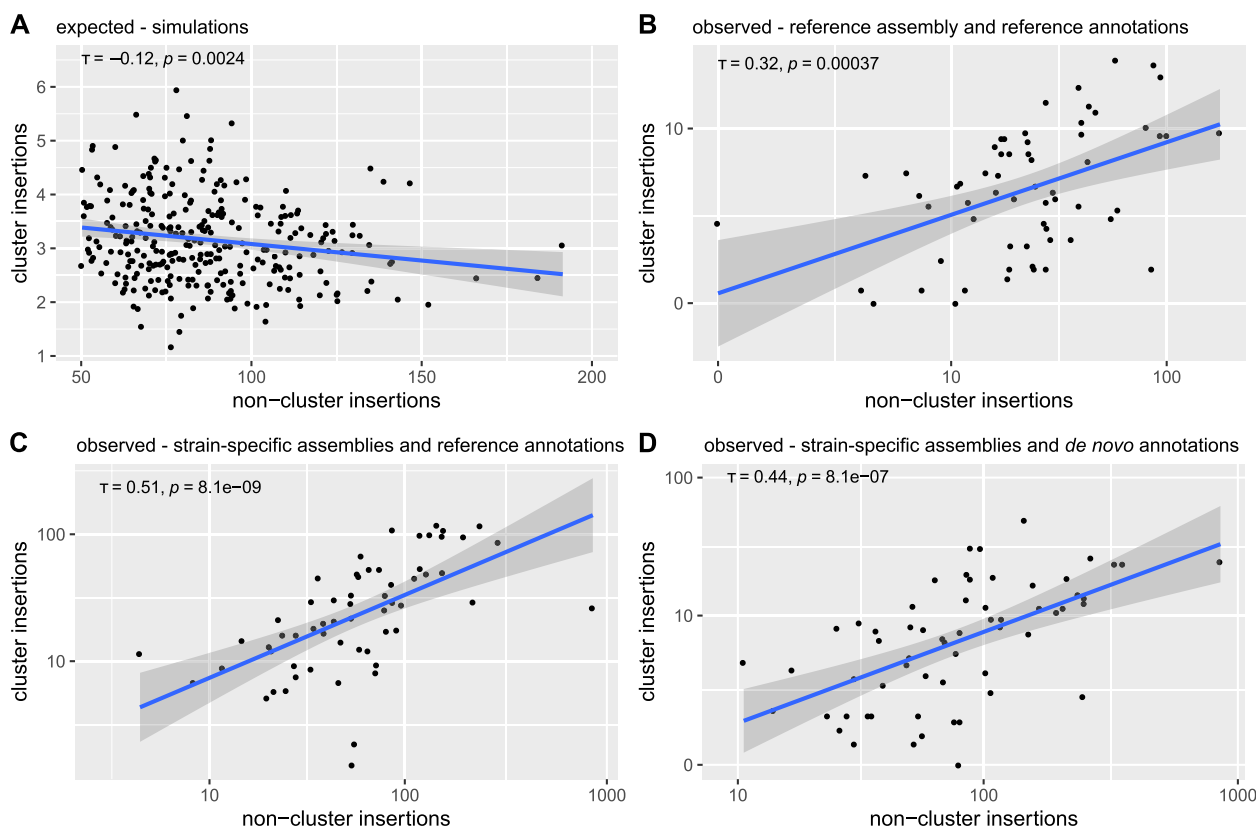 A expected - simulations
τ = −0.12, p = 0.0024
cluster insertions
6
5
4
3
2
1
50 100 150 200
non−cluster insertions
B observed - reference assembly and reference annotations
τ = 0.32, p = 0.00037
cluster insertions
10
0
0 10 100
non−cluster insertions
C observed - strain-specific assemblies and reference annotations
τ = 0.51, p = 8.1e−09
cluster insertions
100
10
10 100 1000
non−cluster insertions
D observed - strain-specific assemblies and de novo annotations
τ = 0.44, p = 8.1e−07
cluster insertions
100
10
0
10 100 1000
non−cluster insertions